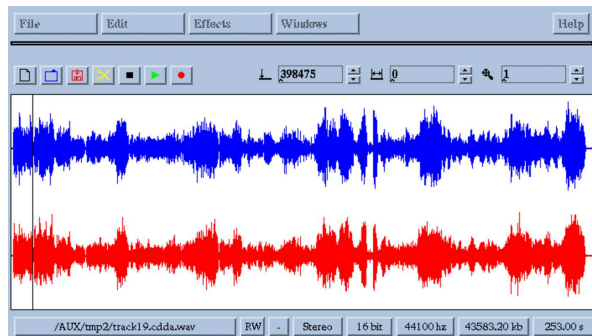 File Edit Effects Windows Help
398475 0 1
/AUX/tmp2/track19.cdda.wav RW - Stereo 16 bit 44100 hz 43583.20 kb 253.00 s